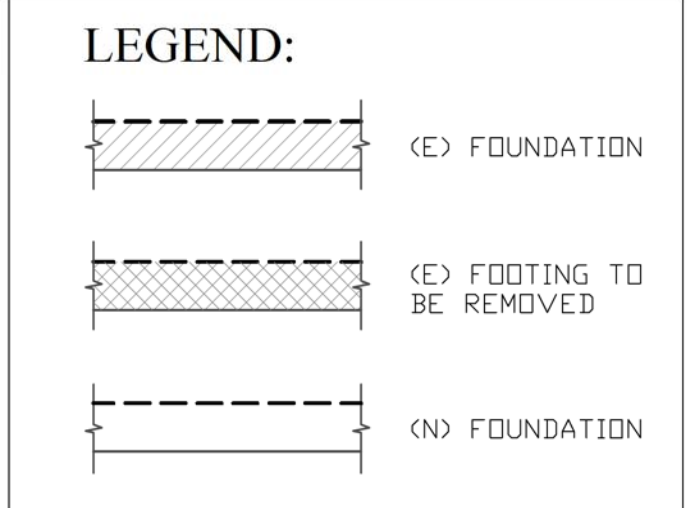 LEGEND:
(E) FOUNDATION
(E) FOOTING TO
BE REMOVED
(N) FOUNDATION